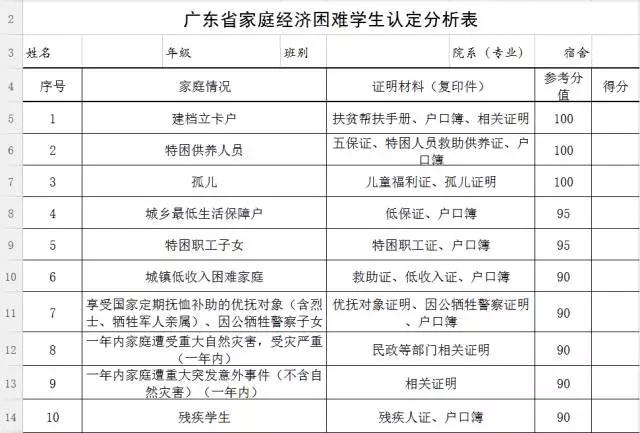 2 广东省家庭经济困难学生认定分析表
3 姓名 年级 班别 院系（专业） 宿舍
4 序号 家庭情况 证明材料（复印件） 参考分值 得分
5 1 建档立卡户 扶贫帮扶手册、户口簿、相关证明 100
6 2 特困供养人员 五保证、特困人员救助供养证、户口簿 100
7 3 孤儿 儿童福利证、孤儿证明 100
8 4 城乡最低生活保障户 低保证、户口簿 95
9 5 特困职工子女 特困职工证、户口簿 95
10 6 城镇低收入困难家庭 救助证、低收入证、户口簿 90
11 7 享受国家定期抚恤补助的优抚对象（含烈士、牺牲军人亲属）、因公牺牲警察子女 优抚对象证明、因公牺牲警察证明、户口簿 90
12 8 一年内家庭遭受重大自然灾害，受灾严重（一年内） 民政等部门相关证明 90
13 9 一年内家庭遭重大突发意外事件（不含自然灾害）（一年内） 相关证明 90
14 10 残疾学生 残疾人证、户口簿 90